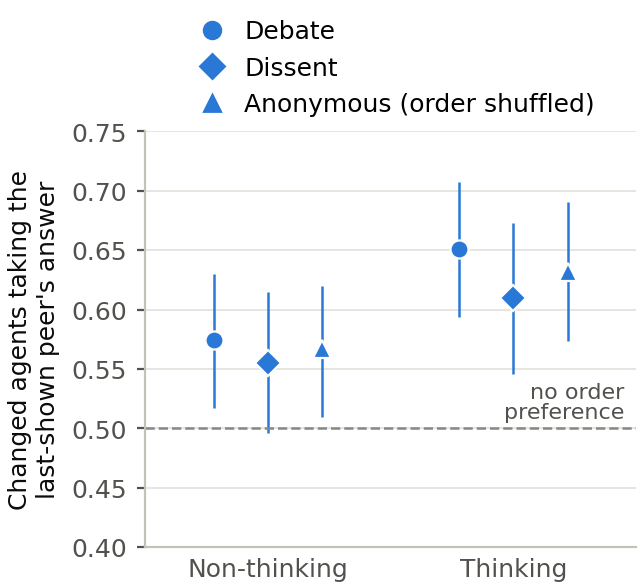 Debate
Dissent
Anonymous (order shuffled)
Changed agents taking the
last-shown peer's answer
0.75
0.70
0.65
0.60
0.55
0.50
0.45
0.40
no order
preference
Non-thinking
Thinking